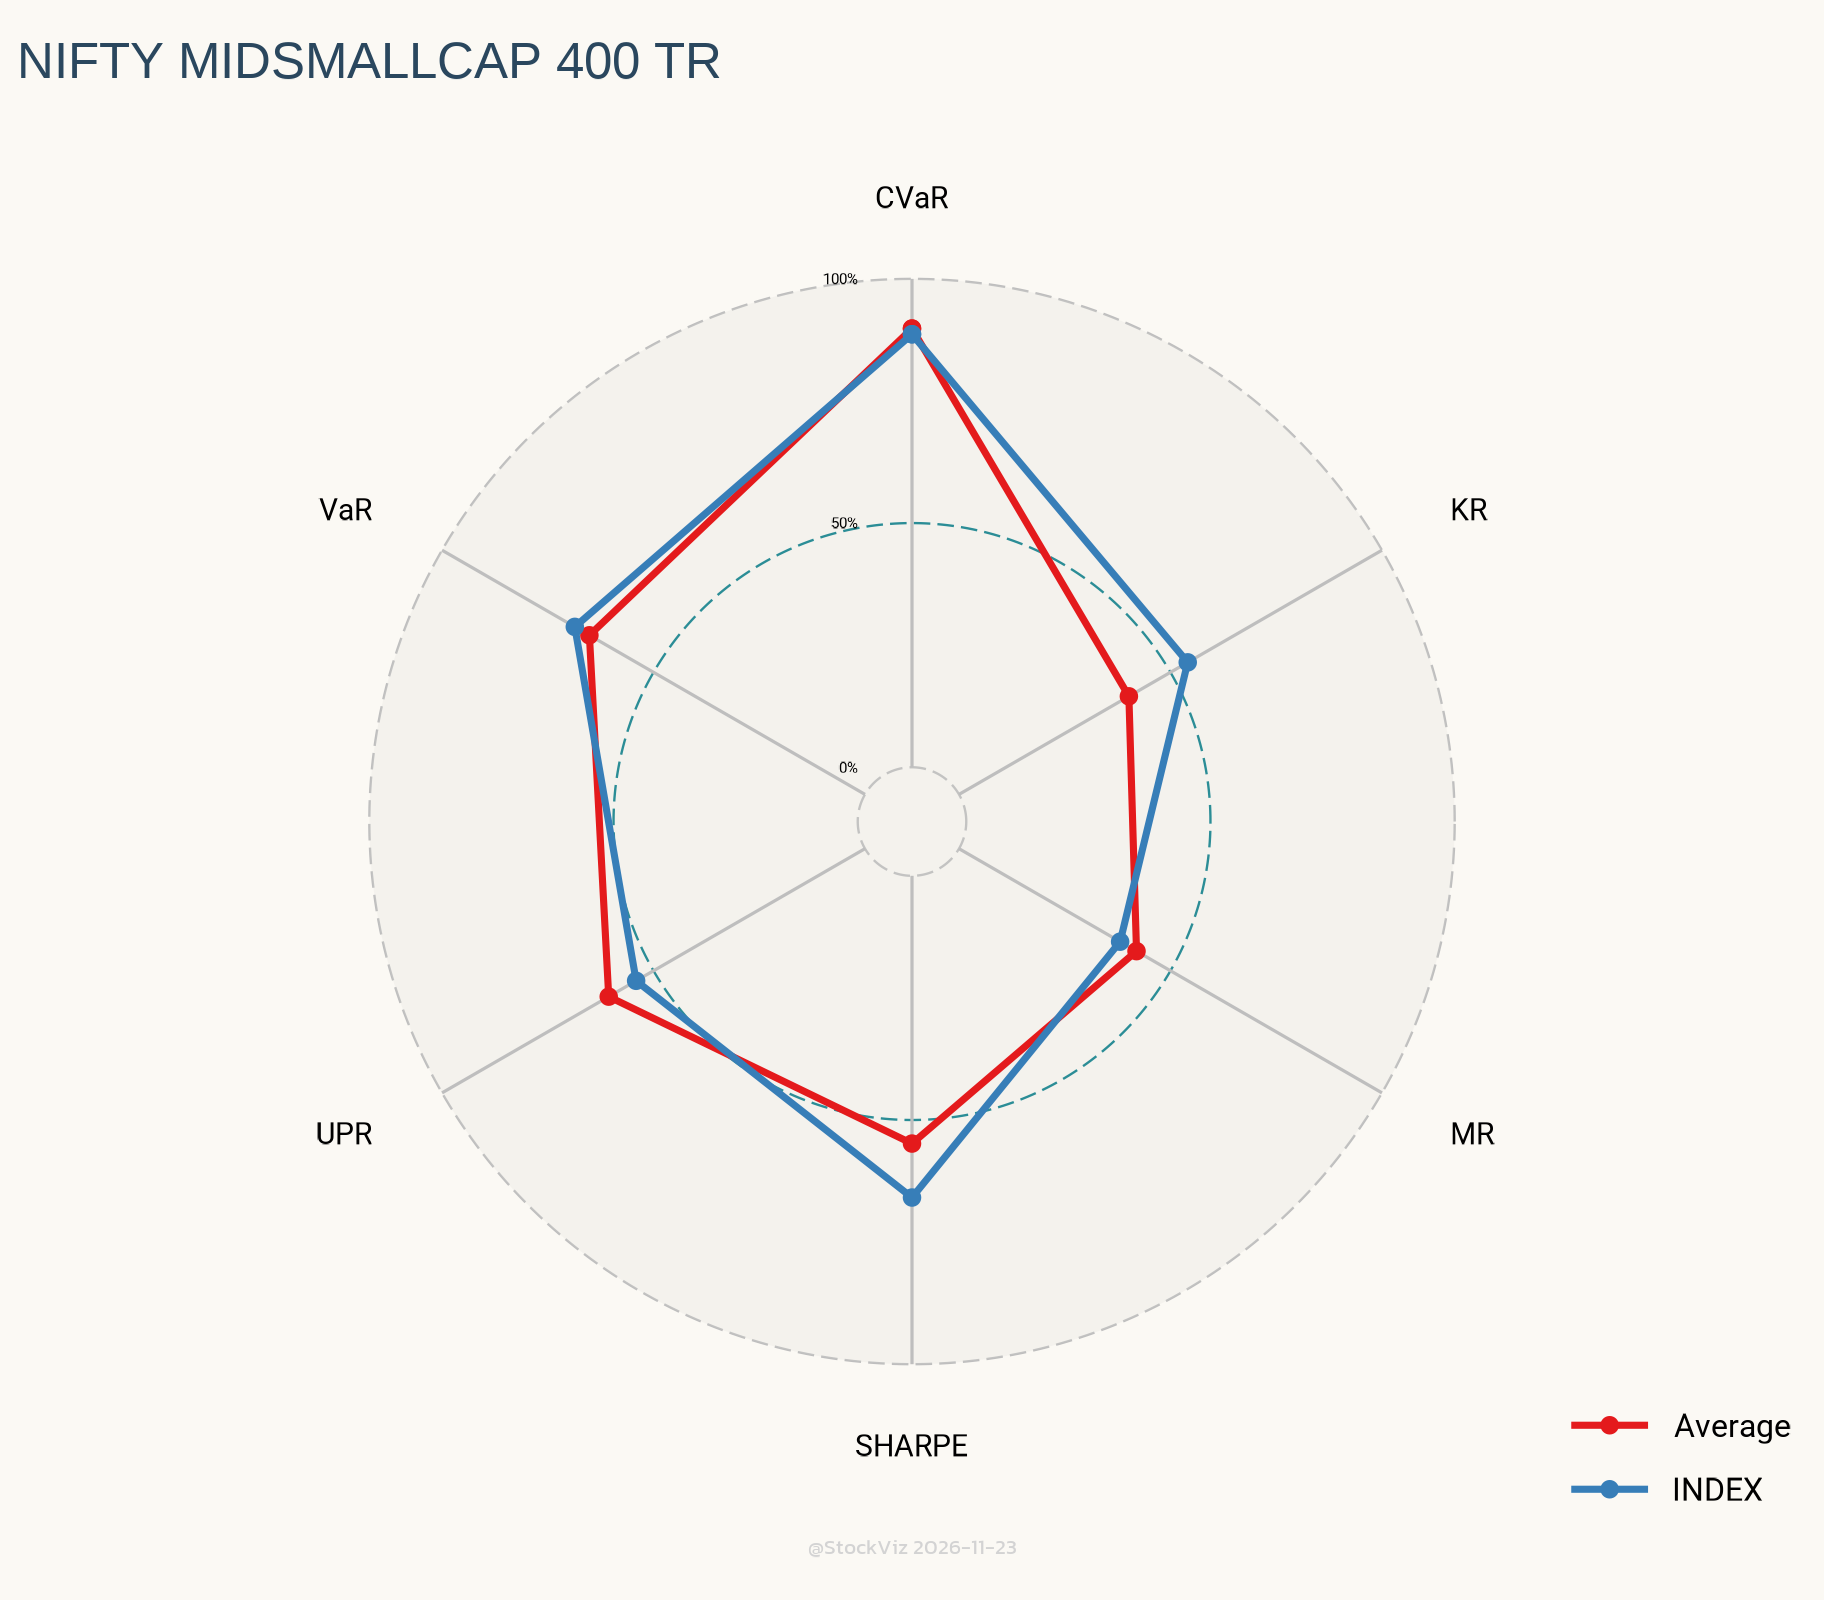 NIFTY MIDSMALLCAP 400 TR
CVaR
100%
VaR
KR
50%
0%
UPR
MR
SHARPE
Average
INDEX
@StockViz 2026-11-23